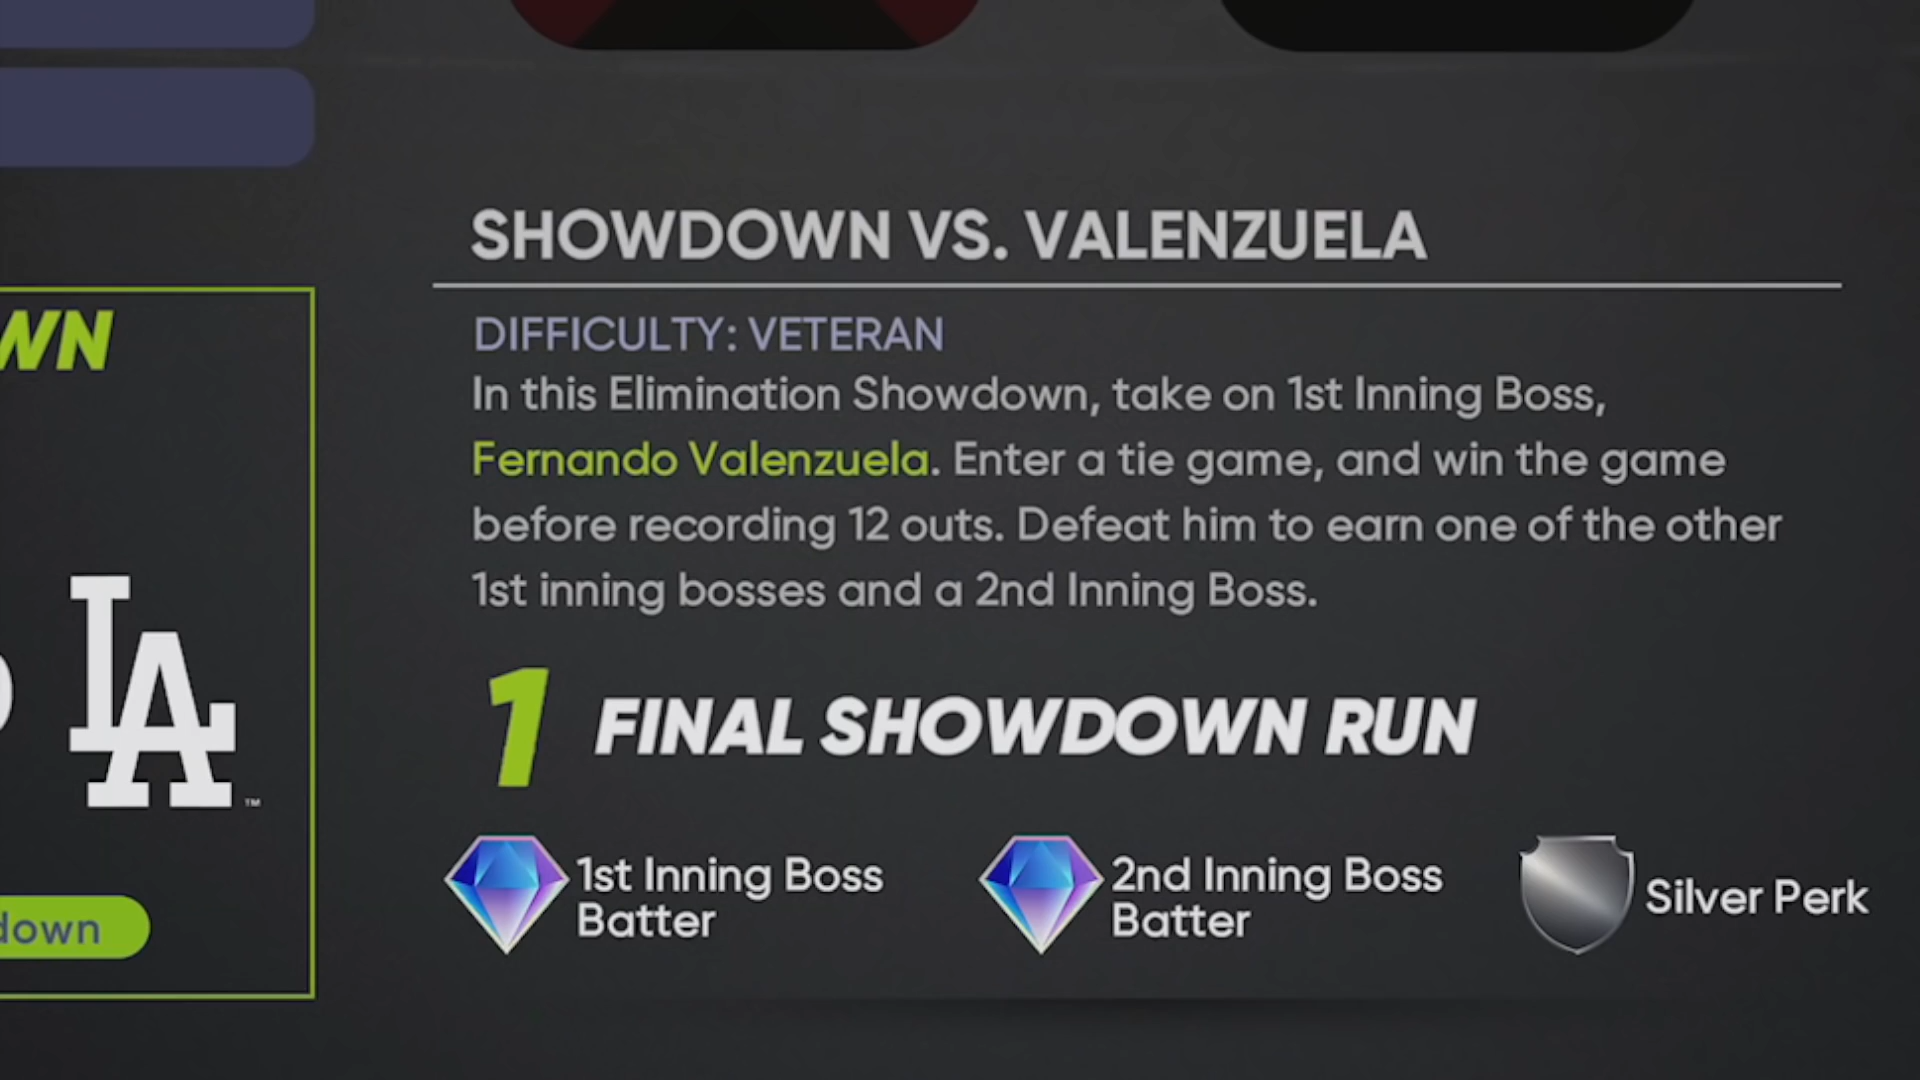 SHOWDOWN VS. VALENZUELA
DIFFICULTY: VETERAN
In this Elimination Showdown, take on 1st Inning Boss,
Fernando Valenzuela. Enter a tie game, and win the game
before recording 12 outs. Defeat him to earn one of the other
1st inning bosses and a 2nd Inning Boss.
WN
LA
TM
down
1 FINAL SHOWDOWN RUN
1st Inning Boss
Batter
2nd Inning Boss
Batter
Silver Perk